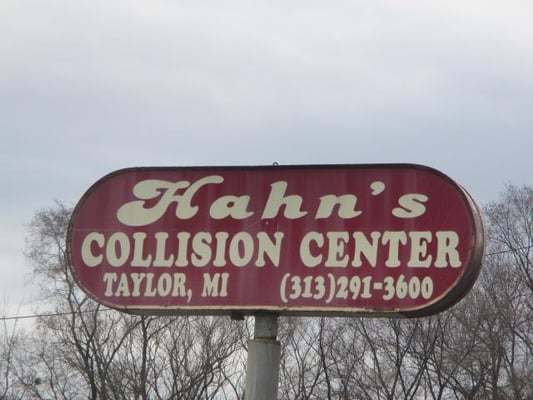 Hahn's
COLLISION CENTER
TAYLOR, MI (313)291-3600